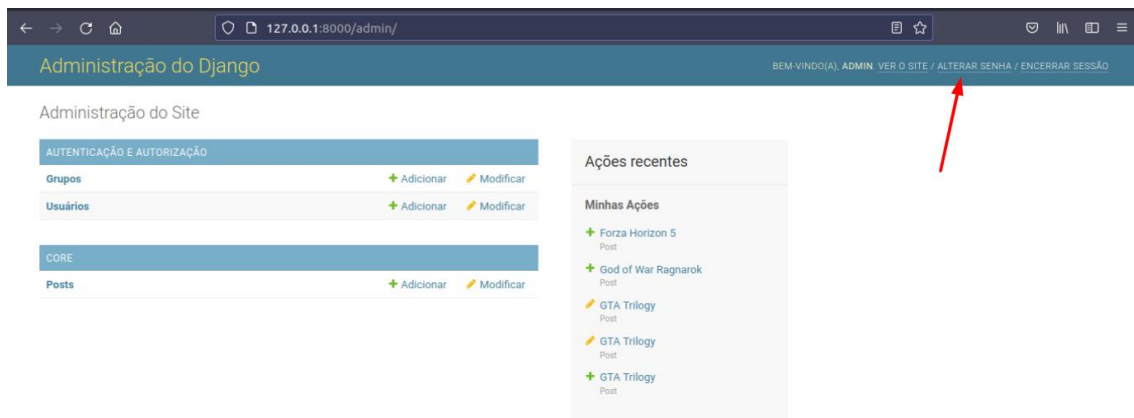 127.0.0.1:8000/admin/
Administração do Django
BEM-VINDO(A), ADMIN. VER O SITE / ALTERAR SENHA / ENCERRAR SESSÃO
Administração do Site
AUTENTICAÇÃO E AUTORIZAÇÃO
Grupos + Adicionar Modificar
Usuários + Adicionar Modificar
CORE
Posts + Adicionar Modificar
Ações recentes
Minhas Ações
+ Forza Horizon 5
Post
+ God of War Ragnarok
Post
GTA Trilogy
Post
GTA Trilogy
Post
+ GTA Trilogy
Post